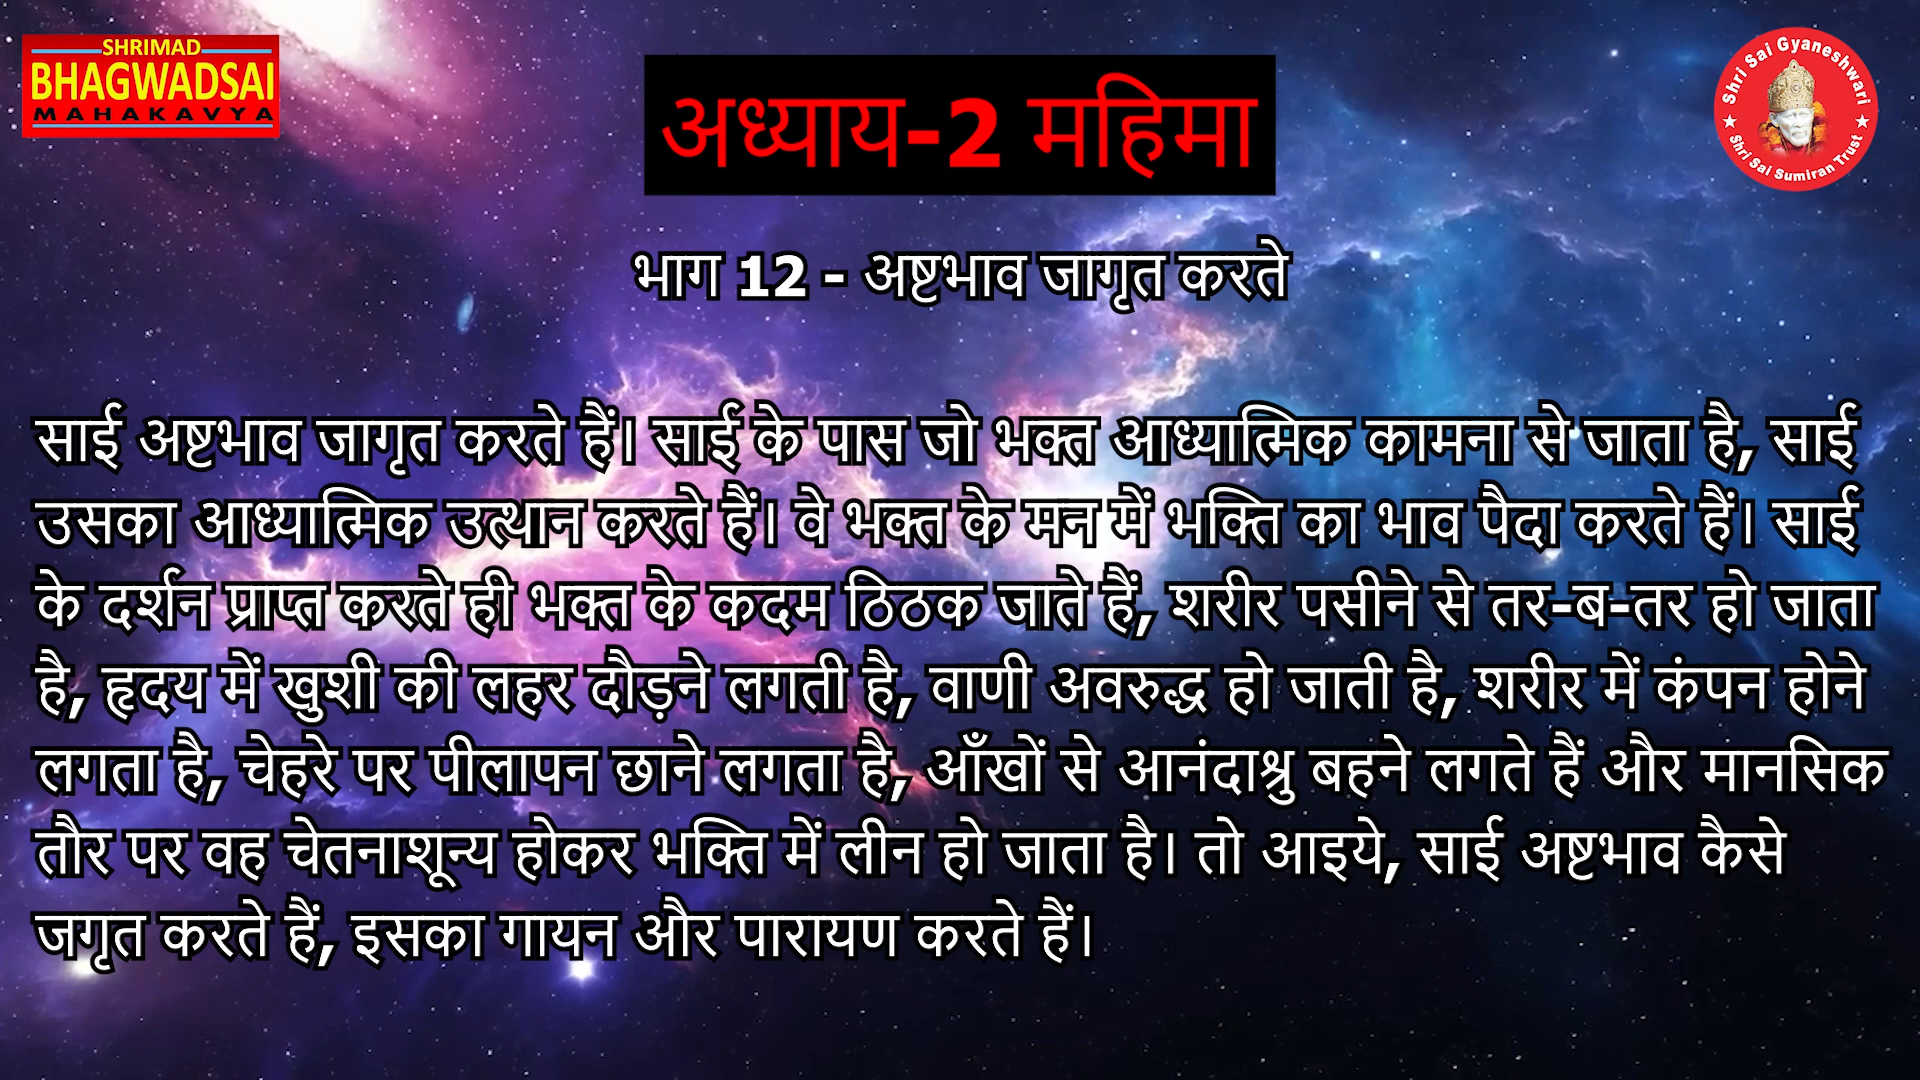 SHRIMAD
BHAGWADSAI
MAHAKAVYA
अध्याय-2 महिमा
Shri Sai Gyaneshwari
★ Shri Sai Sumiran Trust ★
भाग 12 - अष्टभाव जागृत करते
साई अष्टभाव जागृत करते हैं। साई के पास जो भक्त आध्यात्मिक कामना से जाता है, साई
उसका आध्यात्मिक उत्थान करते हैं। वे भक्त के मन में भक्ति का भाव पैदा करते हैं। साई
के दर्शन प्राप्त करते ही भक्त के कदम ठिठक जाते हैं, शरीर पसीने से तर-ब-तर हो जाता
है, हृदय में खुशी की लहर दौड़ने लगती है, वाणी अवरुद्ध हो जाती है, शरीर में कंपन होने
लगता है, चेहरे पर पीलापन छाने लगता है, आँखों से आनंदाश्रु बहने लगते हैं और मानसिक
तौर पर वह चेतनाशून्य होकर भक्ति में लीन हो जाता है। तो आइये, साई अष्टभाव कैसे
जगृत करते हैं, इसका गायन और पारायण करते हैं।